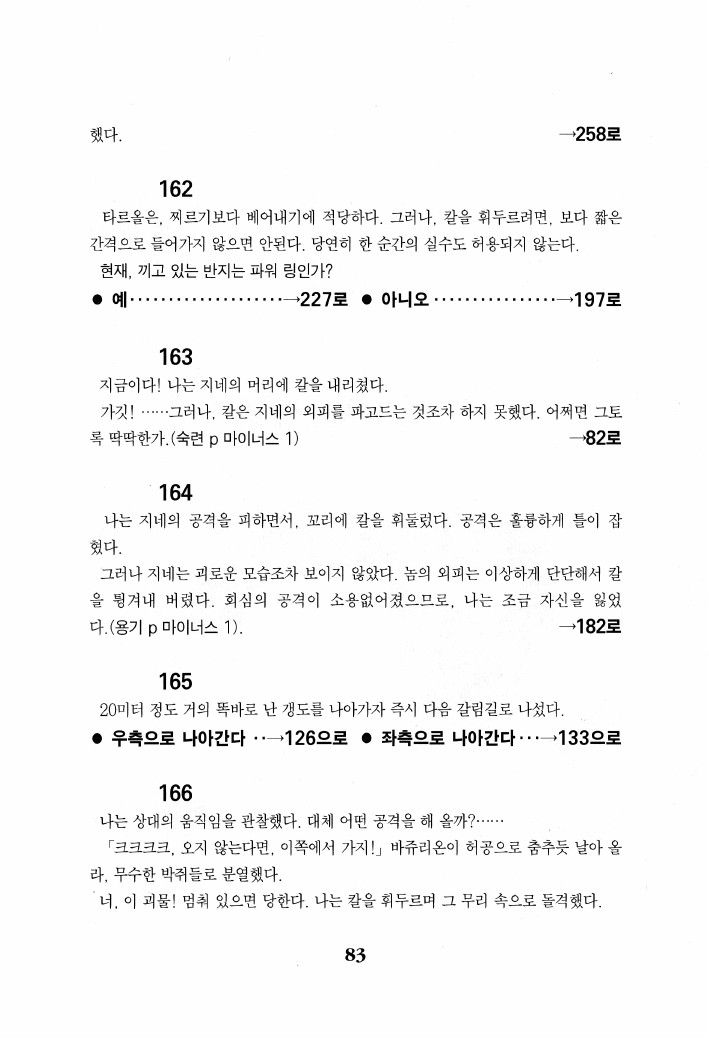 했다. →258로
162
타르올은, 찌르기보다 베어내기에 적당하다. 그러나, 칼을 휘두르려면, 보다 짧은
간격으로 들어가지 않으면 안된다. 당연히 한 순간의 실수도 허용되지 않는다.
현재, 끼고 있는 반지는 파워 링인가?
● 예····················→227로 ● 아니오················→197로
163
지금이다! 나는 지네의 머리에 칼을 내리쳤다.
가깃! ······그러나, 칼은 지네의 외피를 파고드는 것조차 하지 못했다. 어쩌면 그토
록 딱딱한가.(숙련 p 마이너스 1) →82로
164
나는 지네의 공격을 피하면서, 꼬리에 칼을 휘둘렀다. 공격은 훌륭하게 틀이 잡
혔다.
그러나 지네는 괴로운 모습조차 보이지 않았다. 놈의 외피는 이상하게 단단해서 칼
을 튕겨내 버렸다. 회심의 공격이 소용없어졌으므로, 나는 조금 자신을 잃었
다.(용기 p 마이너스 1). →182로
165
20미터 정도 거의 똑바로 난 갱도를 나아가자 즉시 다음 갈림길로 나섰다.
● 우측으로 나아간다 ··→126으로 ● 좌측으로 나아간다···→133으로
166
나는 상대의 움직임을 관찰했다. 대체 어떤 공격을 해 올까?······
「크크크크, 오지 않는다면, 이쪽에서 가지!」 바쥬리온이 허공으로 춤추듯 날아 올
라, 무수한 박쥐들로 분열했다.
너, 이 괴물! 멈춰 있으면 당한다. 나는 칼을 휘두르며 그 무리 속으로 돌격했다.
83